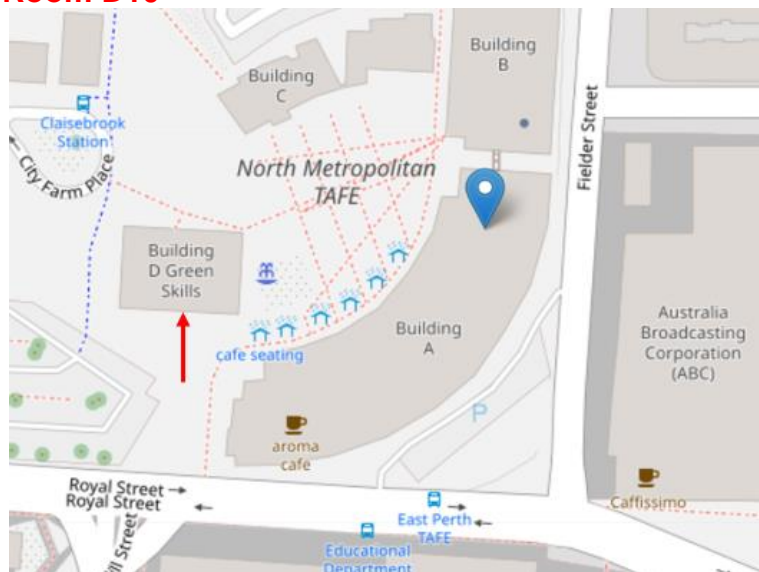 Building
B
Building
C
Claisebrook
Station
City Farm Place
North Metropolitan
TAFE
Fielder Street
Building
D Green
Skills
Building
A
Australia
Broadcasting
Corporation
(ABC)
cafe seating
P
aroma
cafe
Royal Street
Royal Street
Caffissimo
East Perth
TAFE
Educational
Department